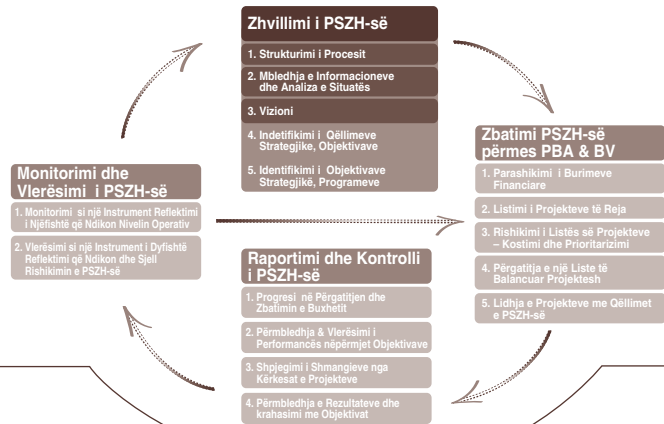 Zhvillimi i PSZH-së
1. Strukturimi i Procesit
2. Mbledhja e Informacioneve
dhe Analiza e Situatës
3. Vizioni
4. Indetifikimi i Qëllimeve
Strategjike, Objektivave
5. Identifikimi i Objektivave
Strategjikë, Programeve
Zbatimi PSZH-së
përmes PBA & BV
1. Parashikimi i Burimeve
Financiare
2. Listimi i Projekteve të Reja
3. Rishikimi i Listës së Projekteve
– Kostimi dhe Prioritarizimi
4. Përgatitja e një Liste të
Balancuar Projektesh
5. Lidhja e Projekteve me Qëllimet
e PSZH-së
Raportimi dhe Kontrolli
i PSZH-së
1. Progresi në Përgatitjen dhe
Zbatimin e Buxhetit
2. Përmbledhja & Vlerësimi i
Performancës nëpërmjet Objektivave
3. Shpjegimi i Shmangieve nga
Kërkesat e Projekteve
4. Përmbledhja e Rezultateve dhe
krahasimi me Objektivat
Monitorimi dhe
Vlerësimi i PSZH-së
1. Monitorimi si një Instrument Reflektimi
i Njëfishtë që Ndikon Nivelin Operativ
2. Vlerësimi si një Instrument i Dyfishtë
Reflektimi që Ndikon dhe Sjell
Rishikimin e PSZH-së